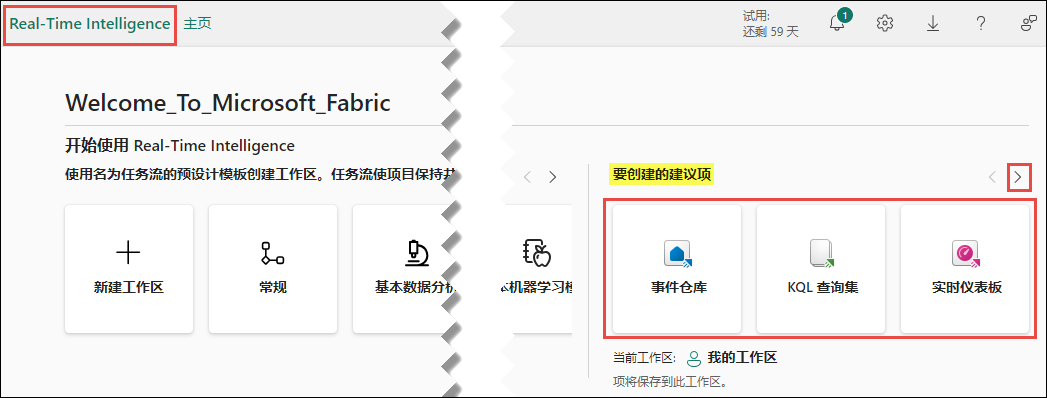 Real-Time Intelligence 主页
试用:
还剩 59 天
1
Welcome_To_Microsoft_Fabric
开始使用 Real-Time Intelligence
使用名为任务流的预设计模板创建工作区。任务流使项目保持井
要创建的建议项
新建工作区
常规
基本数据分析
机器学习模
事件仓库
KQL 查询集
实时仪表板
当前工作区: 我的工作区
项将保存到此工作区。